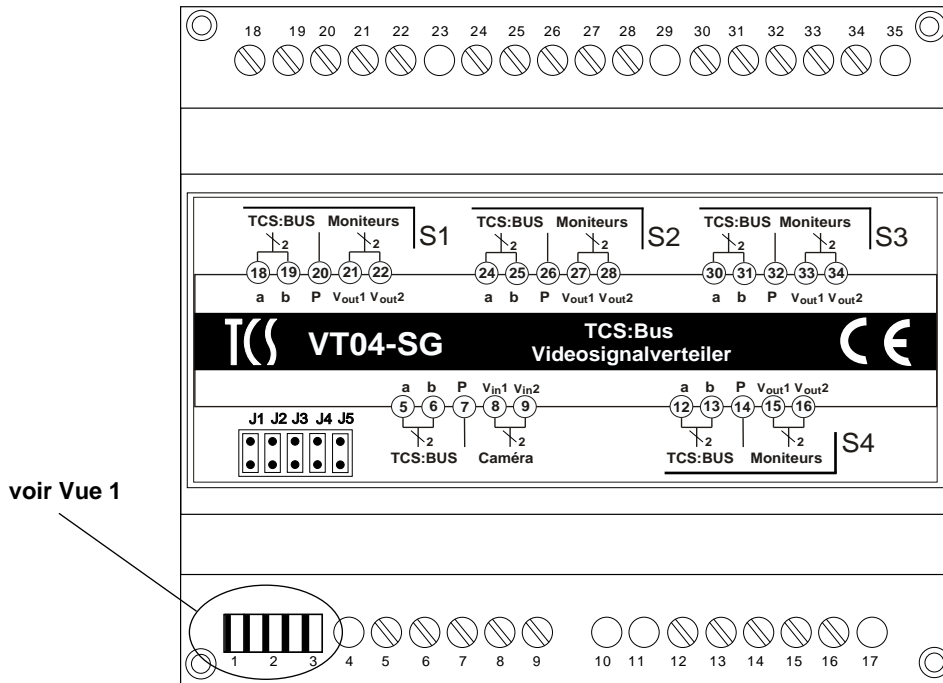 18 19 20 21 22 23 24 25 26 27 28 29 30 31 32 33 34 35
TCS:BUS Moniteurs S1 TCS:BUS Moniteurs S2 TCS:BUS Moniteurs S3
2 2 2 2 2 2
18 19 20 21 22 24 25 26 27 28 30 31 32 33 34
a b P Vout1 Vout2 a b P Vout1 Vout2 a b P Vout1 Vout2
TCS VT04-SG TCS:Bus CE
Videosignalverteiler
a b P Vin1 Vin2 a b P Vout1 Vout2
5 6 7 8 9 12 13 14 15 16
J1 J2 J3 J4 J5
2 2 2 2
TCS:BUS Caméra TCS:BUS Moniteurs S4
voir Vue 1
1 2 3 4 5 6 7 8 9 10 11 12 13 14 15 16 17